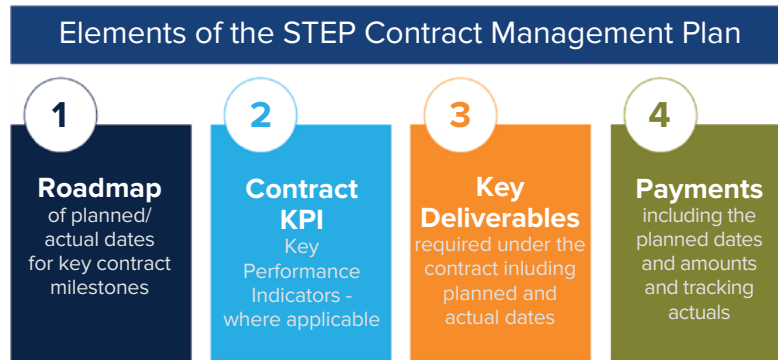 Elements of the STEP Contract Management Plan
1
Roadmap
of planned/
actual dates
for key contract
milestones
2
Contract
KPI
Key
Performance
Indicators -
where applicable
3
Key
Deliverables
required under the
contract inluding
planned and
actual dates
4
Payments
including the
planned dates
and amounts
and tracking
actuals